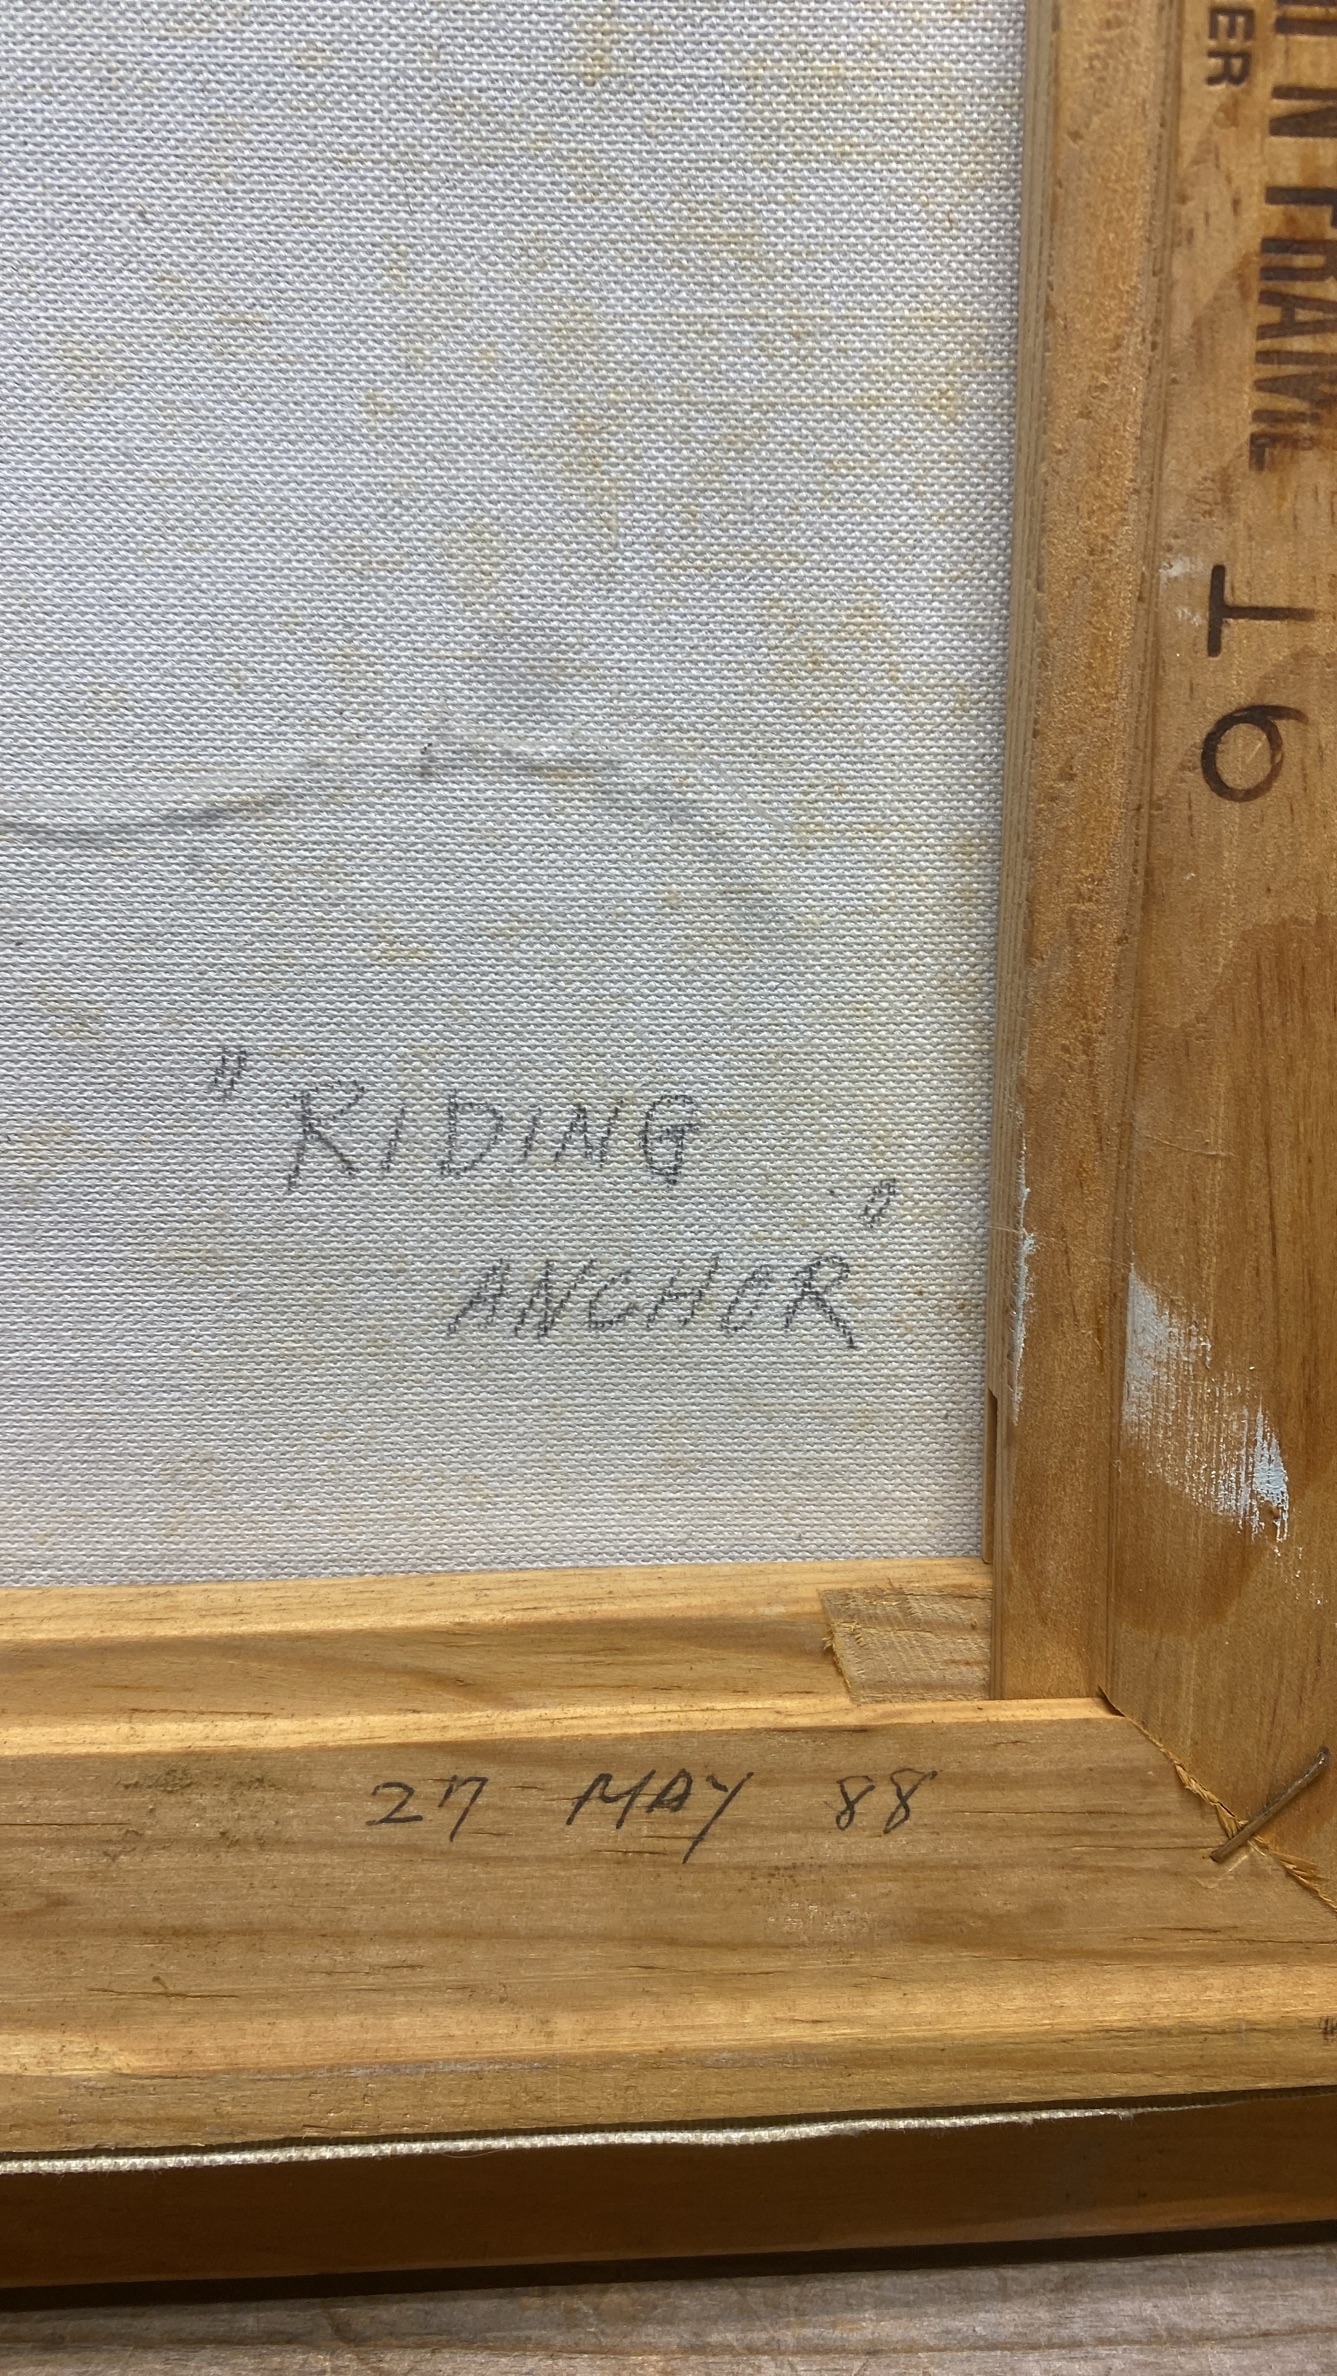 "RIDING
ANCHOR"
27 MAY 88
N FRAME
ER
16